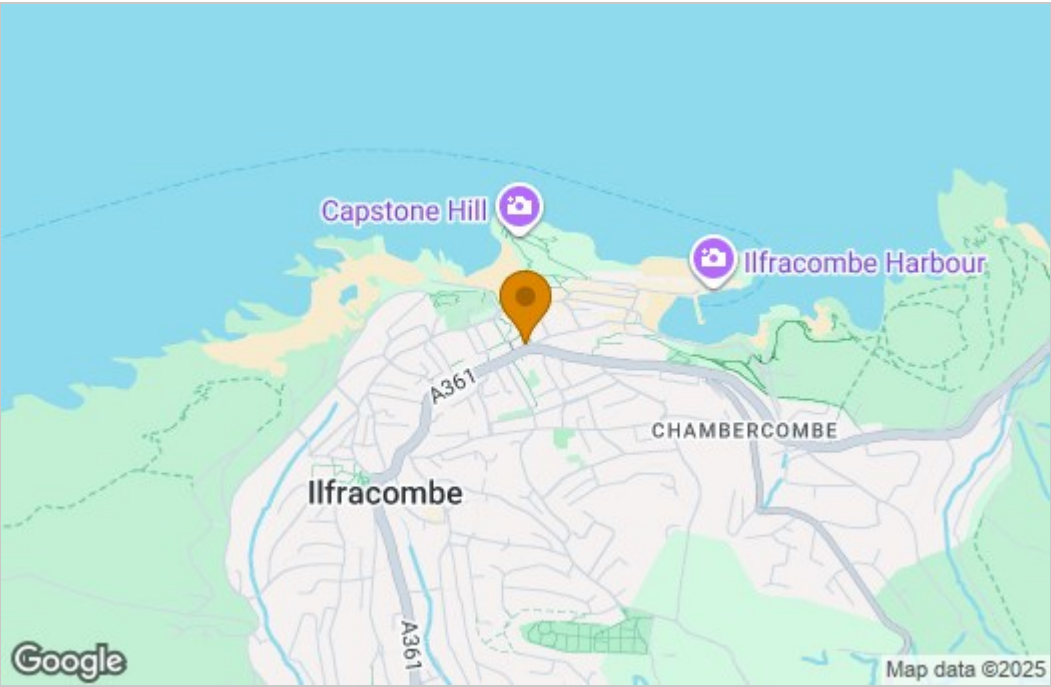 Capstone Hill
Ilfracombe Harbour
A361
CHAMBERCOMBE
Ilfracombe
A361
Google
Map data ©2025